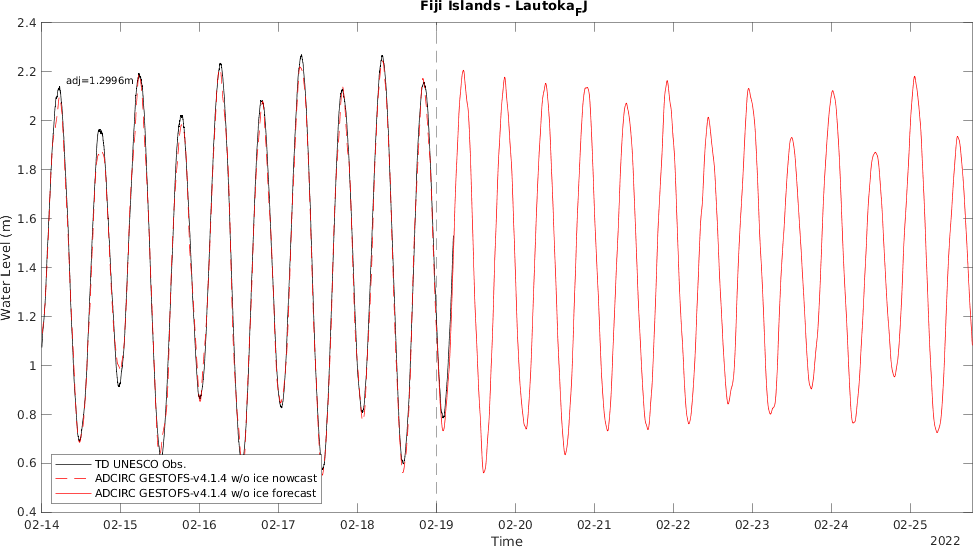 Fiji Islands - Lautoka_FJ
2.4
2.2
adj=1.2996m
2
1.8
1.6
Water Level (m)
1.4
1.2
1
0.8
0.6
TD UNESCO Obs.
ADCIRC GESTOFS-v4.1.4 w/o ice nowcast
ADCIRC GESTOFS-v4.1.4 w/o ice forecast
0.4
02-14 02-15 02-16 02-17 02-18 02-19 02-20 02-21 02-22 02-23 02-24 02-25
Time
2022